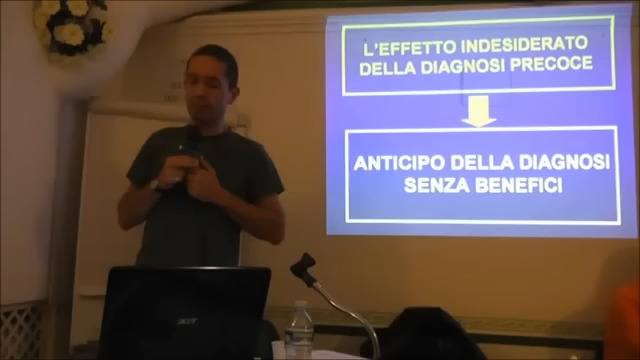 L'EFFETTO INDESIDERATO
DELLA DIAGNOSI PRECOCE
ANTICIPO DELLA DIAGNOSI
SENZA BENEFICI
acer